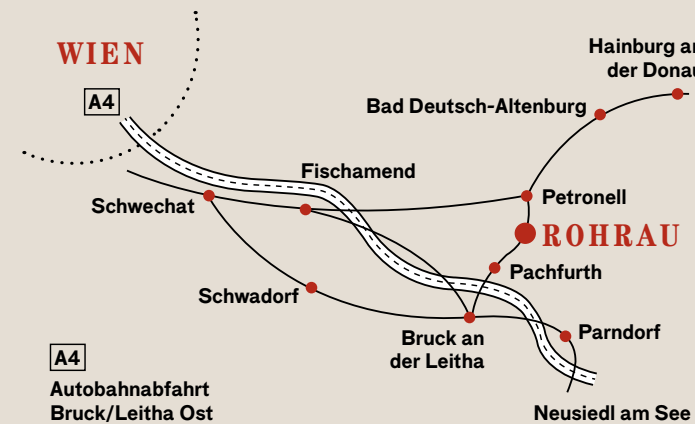 WIEN
Hainburg an
der Donau
A4
Bad Deutsch-Altenburg
Fischamend
Petronell
Schwechat
ROHRAU
Pachfurth
Schwadorf
Bruck an
der Leitha
Parndorf
A4
Autobahnabfahrt
Bruck/Leitha Ost
Neusiedl am See